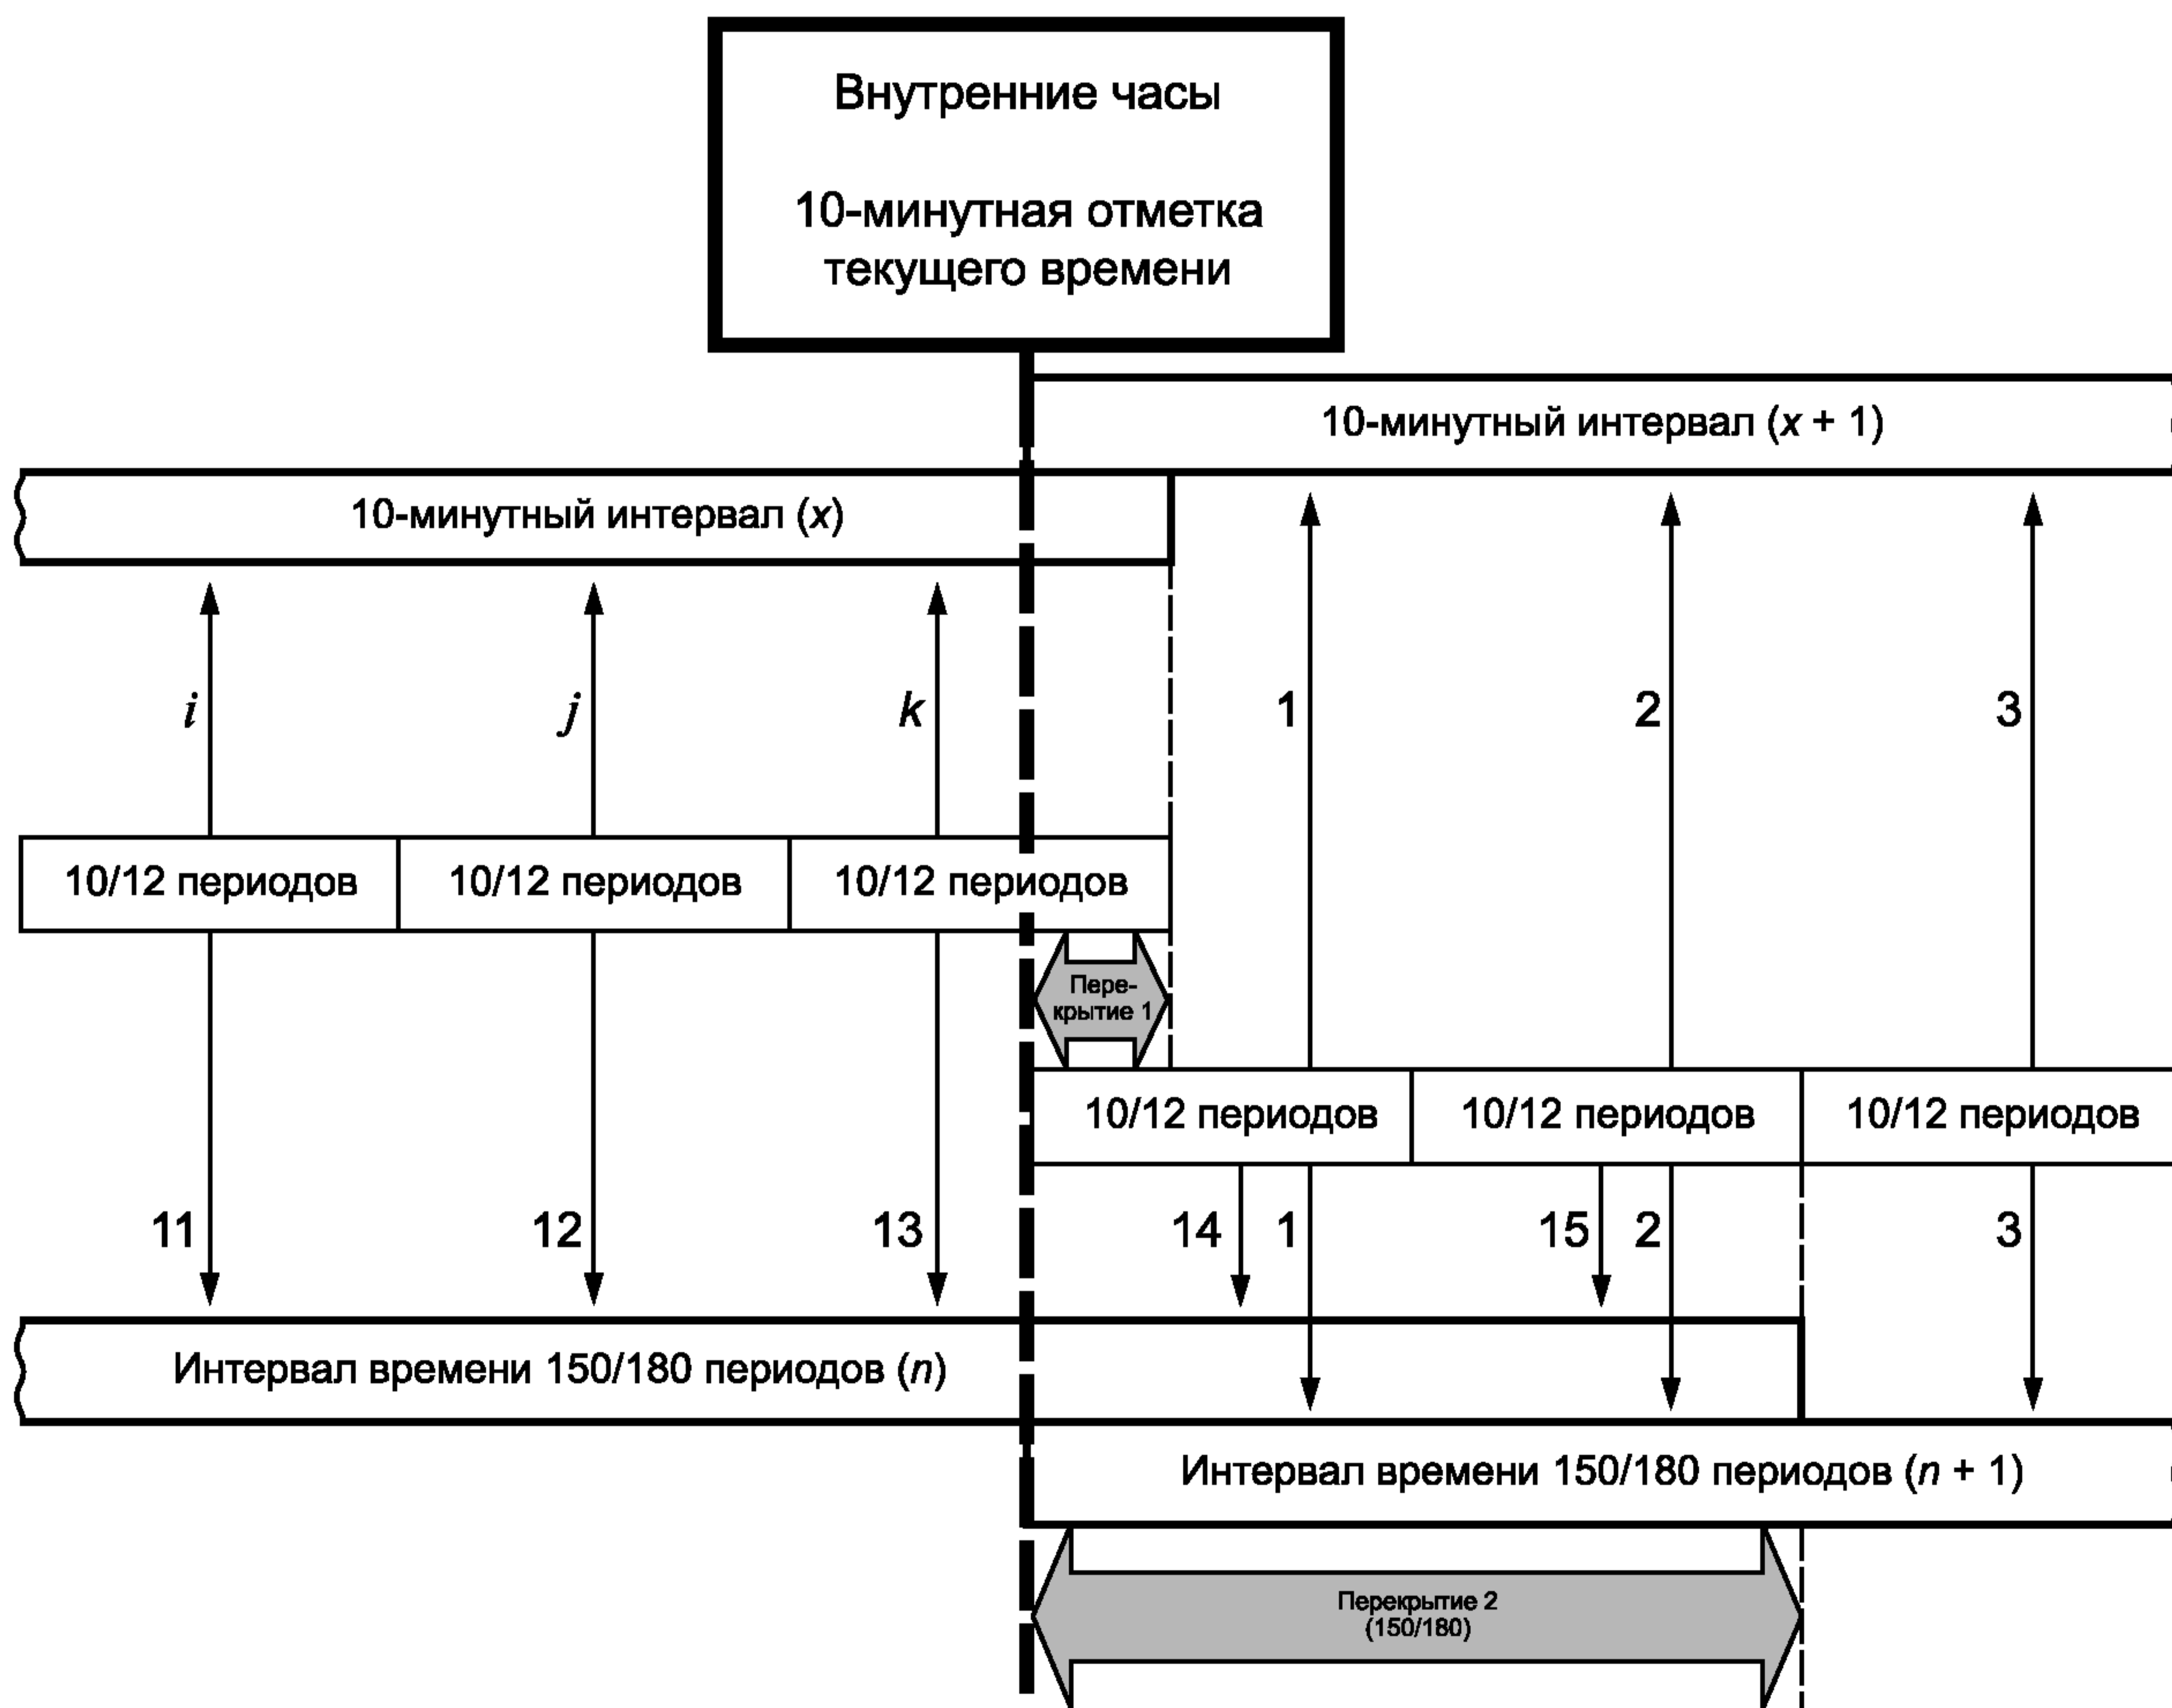 Внутренние часы
10-минутная отметка
текущего времени
10-минутный интервал (x + 1)
10-минутный интервал (x)
i
j
k
1
2
3
10/12 периодов
10/12 периодов
10/12 периодов
Пере-
крытие 1
10/12 периодов
10/12 периодов
10/12 периодов
11
12
13
14
1
15
2
3
Интервал времени 150/180 периодов (n)
Интервал времени 150/180 периодов (n + 1)
Перекрытие 2
(150/180)